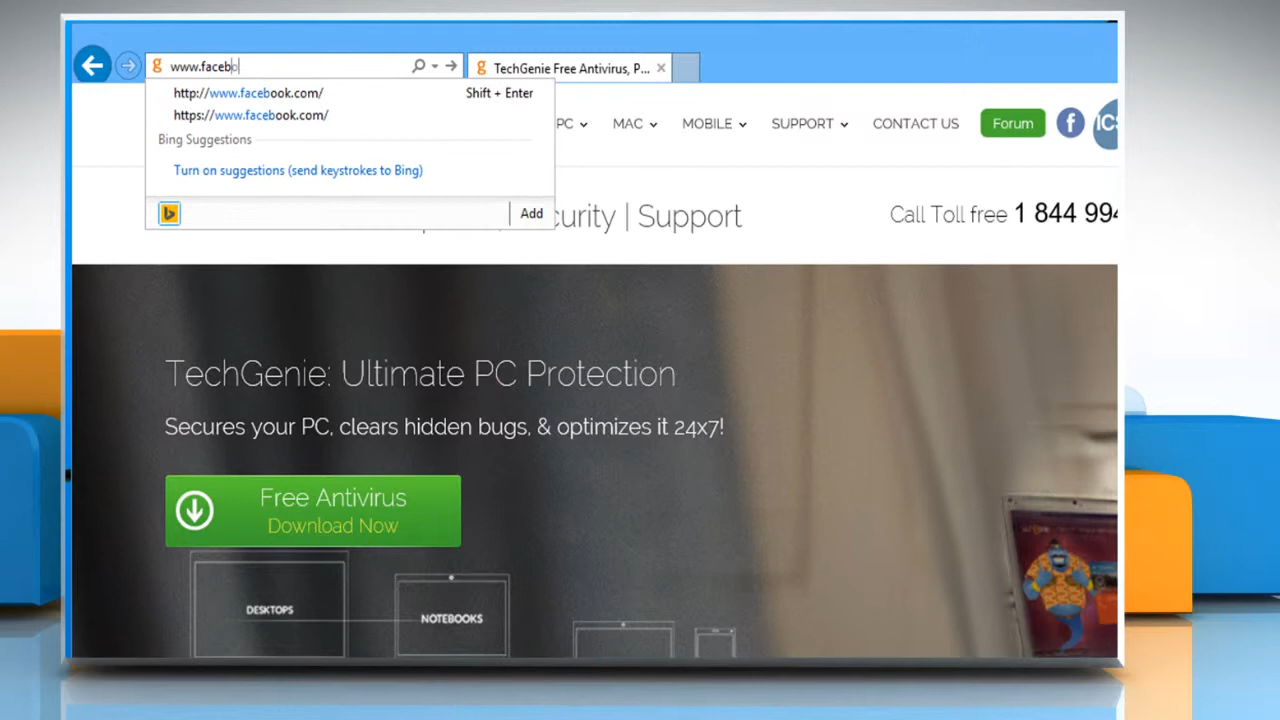 www.facebo
TechGenie Free Antivirus, P...
http://www.facebook.com/ Shift + Enter
https://www.facebook.com/
Bing Suggestions
Turn on suggestions (send keystrokes to Bing)
Add
PC MAC MOBILE SUPPORT CONTACT US Forum f ICS
curity | Support
Call Toll free 1 844 994
TechGenie: Ultimate PC Protection
Secures your PC, clears hidden bugs, & optimizes it 24x7!
Free Antivirus
Download Now
DESKTOPS
NOTEBOOKS